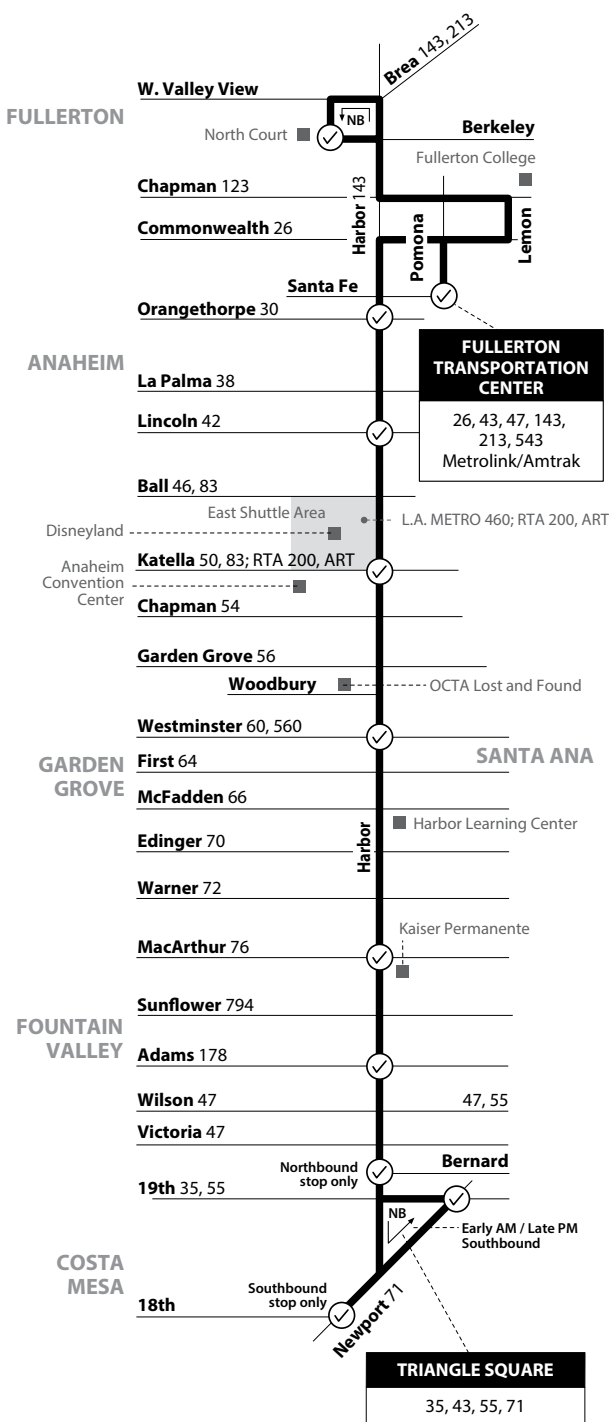 Brea 143, 213
W. Valley View
FULLERTON
NB
North Court
Berkeley
Fullerton College
Chapman 123
Harbor 143
Commonwealth 26
Pomona
Lemon
Santa Fe
Orangethorpe 30
FULLERTON
TRANSPORTATION
CENTER
26, 43, 47, 143,
213, 543
Metrolink/Amtrak
ANAHEIM
La Palma 38
Lincoln 42
Ball 46, 83
East Shuttle Area
L.A. METRO 460; RTA 200, ART
Disneyland
Katella 50, 83; RTA 200, ART
Anaheim
Convention
Center
Chapman 54
Garden Grove 56
Woodbury
OCTA Lost and Found
Westminster 60, 560
SANTA ANA
GARDEN
GROVE
First 64
McFadden 66
Harbor Learning Center
Harbor
Edinger 70
Warner 72
Kaiser Permanente
MacArthur 76
Sunflower 794
FOUNTAIN
VALLEY
Adams 178
Wilson 47
47, 55
Victoria 47
Bernard
Northbound
stop only
19th 35, 55
NB
Early AM / Late PM
Southbound
COSTA
MESA
Southbound
stop only
18th
Newport 71
TRIANGLE SQUARE
35, 43, 55, 71